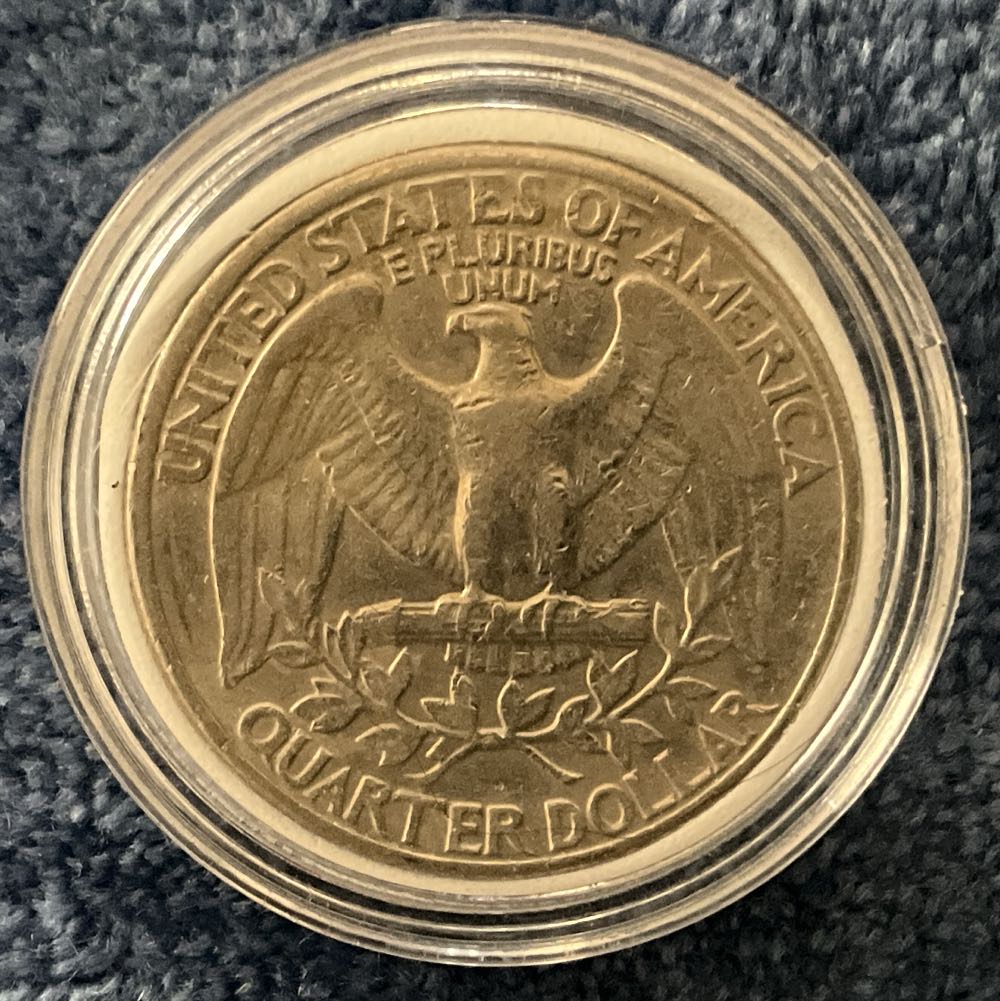 UNITED STATES OF AMERICA
E PLURIBUS
UNUM
QUARTER DOLLAR